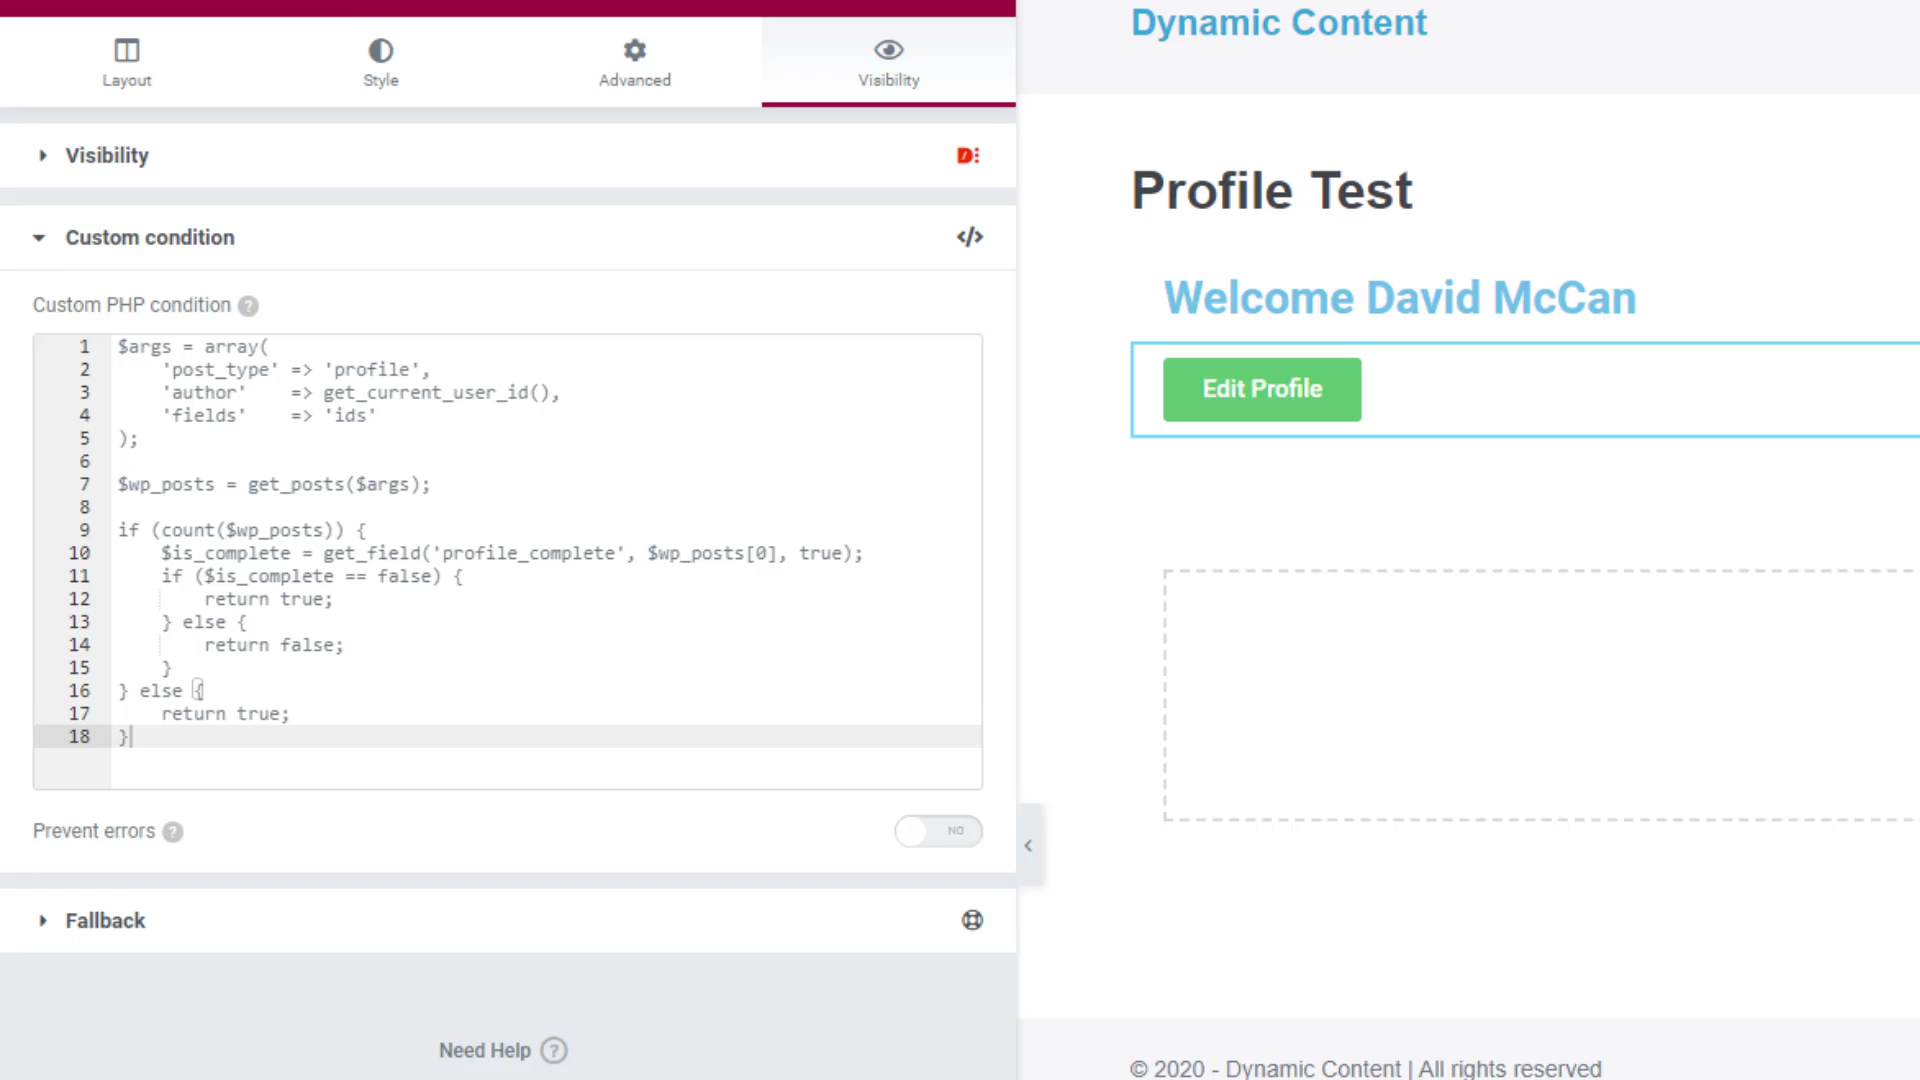 Layout
Style
Advanced
Visibility
Visibility
D
Custom condition
</>
Custom PHP condition ?
1 $args = array(
2     'post_type' => 'profile',
3     'author'    => get_current_user_id(),
4     'fields'    => 'ids'
5 );
6
7 $wp_posts = get_posts($args);
8
9 if (count($wp_posts)) {
10     $is_complete = get_field('profile_complete', $wp_posts[0], true);
11     if ($is_complete == false) {
12         return true;
13     } else {
14         return false;
15     }
16 } else {
17     return true;
18 }
Prevent errors ?
NO
Fallback
Need Help ?
Dynamic Content
Profile Test
Welcome David McCan
Edit Profile
© 2020 - Dynamic Content | All rights reserved